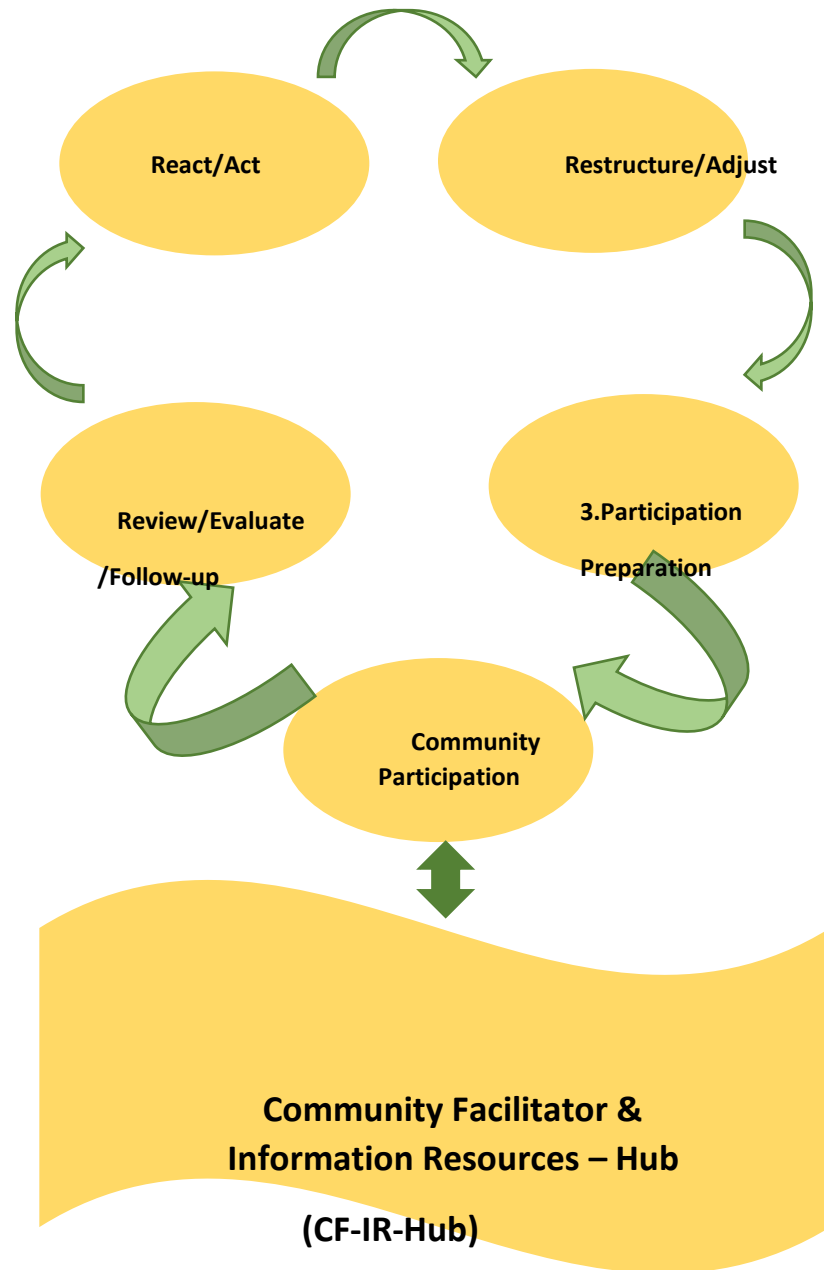 React/Act
Restructure/Adjust
Review/Evaluate
/Follow-up
3.Participation
Preparation
Community
Participation
Community Facilitator &
Information Resources – Hub
(CF-IR-Hub)